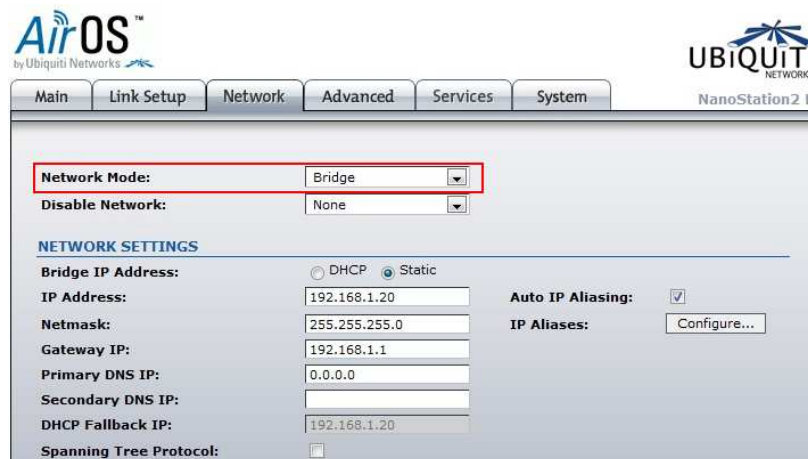 AirOS™
by Ubiquiti Networks
UBIQUIT
NETWORK
Main Link Setup Network Advanced Services System
NanoStation2
Network Mode: Bridge
Disable Network: None
NETWORK SETTINGS
Bridge IP Address: DHCP Static
IP Address: 192.168.1.20 Auto IP Aliasing:
Netmask: 255.255.255.0 IP Aliases: Configure...
Gateway IP: 192.168.1.1
Primary DNS IP: 0.0.0.0
Secondary DNS IP:
DHCP Fallback IP: 192.168.1.20
Spanning Tree Protocol: